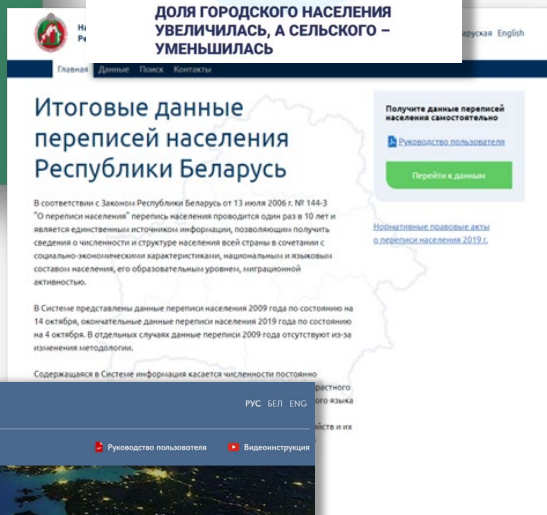 ДОЛЯ ГОРОДСКОГО НАСЕЛЕНИЯ
УВЕЛИЧИЛАСЬ, А СЕЛЬСКОГО –
УМЕНЬШИЛАСЬ
English
Главная Данные Поиск Контакты
Итоговые данные
переписей населения
Республики Беларусь
Получите данные переписей
населения самостоятельно
Руководство пользователя
Перейти к данным
Нормативные правовые акты
о переписи населения 2019 г.
В соответствии с Законом Республики Беларусь от 13 июля 2006 г. № 144-З
"О переписи населения" перепись населения проводится один раз в 10 лет и
является единственным источником информации, позволяющим получить
сведения о численности и структуре населения всей страны в сочетании с
социально-экономическими характеристиками, национальным и языковым
составом населения, его образовательным уровнем, миграционной
активностью.
В Системе представлены данные переписи населения 2009 года по состоянию на
14 октября, окончательные данные переписи населения 2019 года по состоянию
на 4 октября. В отдельных случаях данные переписи 2009 года отсутствуют из-за
изменения методологии.
Содержащаяся в Системе информация касается численности постоянно
языка
и их
РУС БЕЛ ENG
Руководство пользователя Видеоинструкция